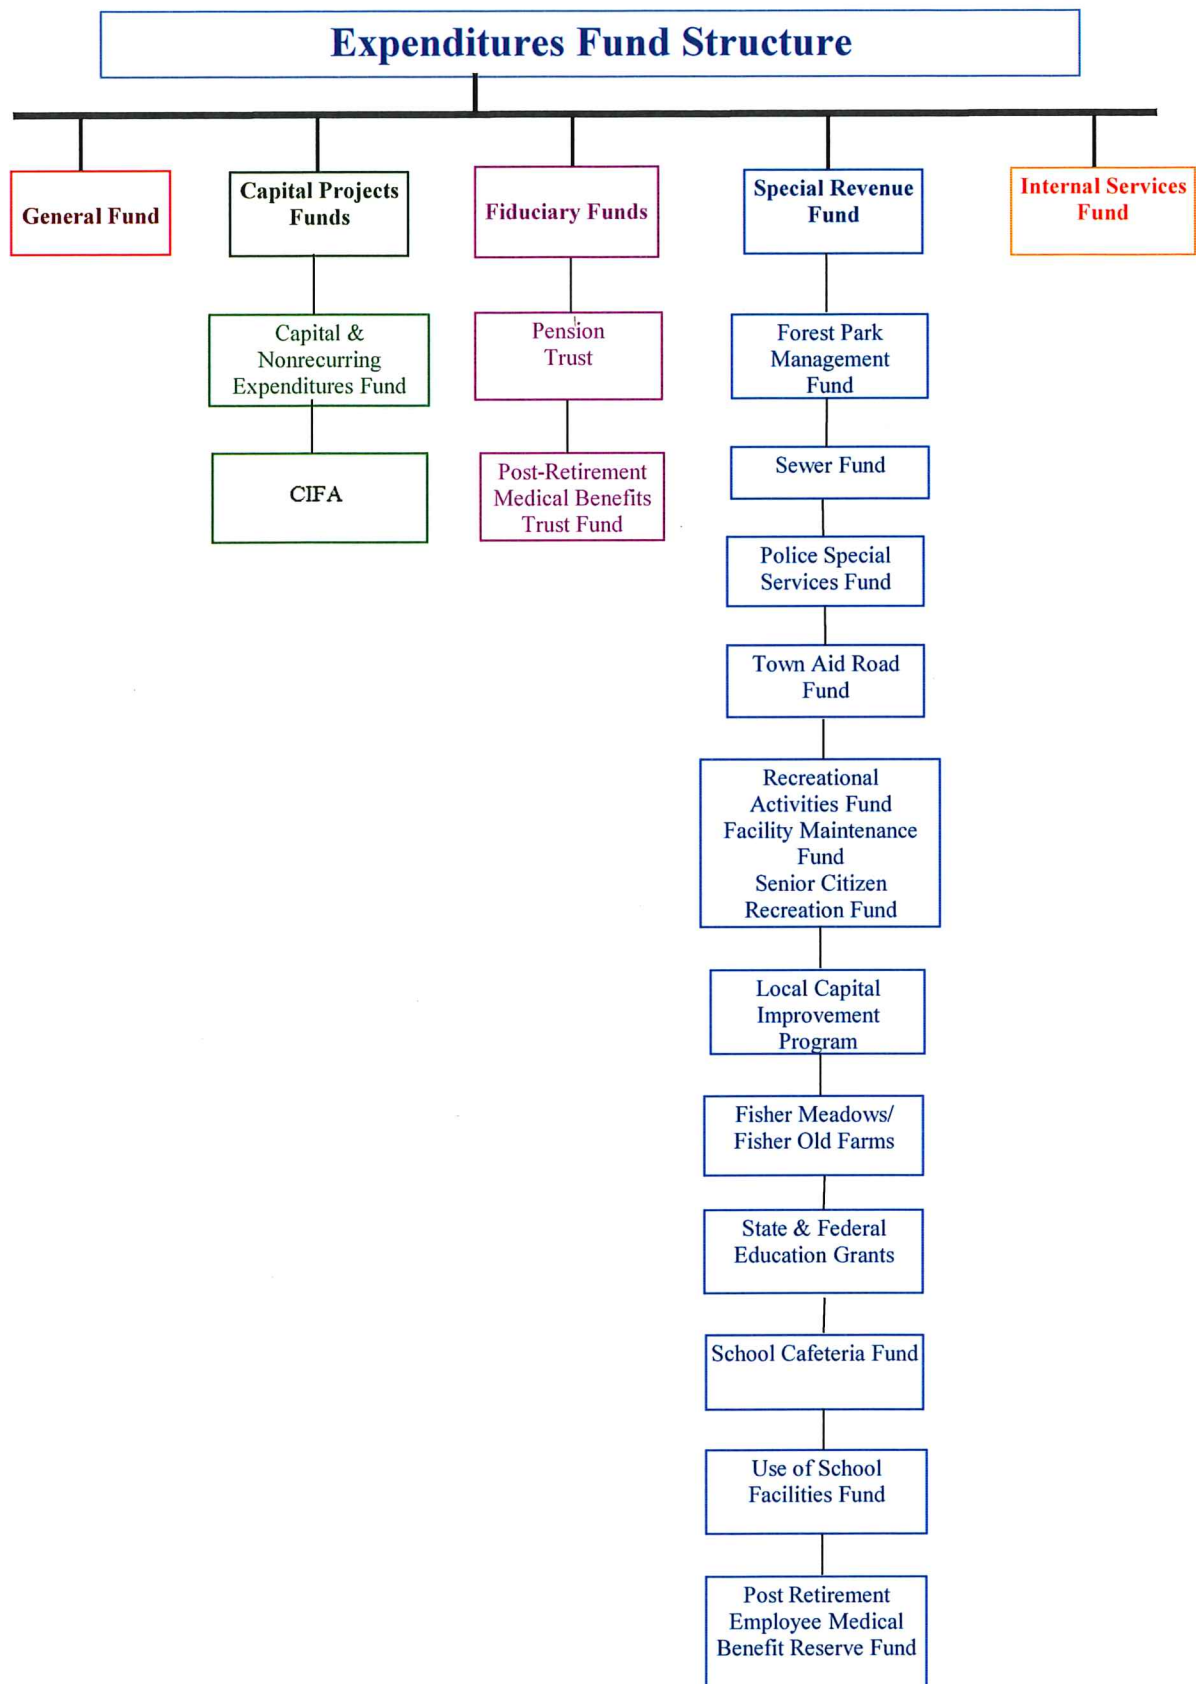 Expenditures Fund Structure
General Fund
Capital Projects
Funds
Fiduciary Funds
Special Revenue
Fund
Internal Services
Fund
Capital &
Nonrecurring
Expenditures Fund
CIFA
Pension
Trust
Post-Retirement
Medical Benefits
Trust Fund
Forest Park
Management
Fund
Sewer Fund
Police Special
Services Fund
Town Aid Road
Fund
Recreational
Activities Fund
Facility Maintenance
Fund
Senior Citizen
Recreation Fund
Local Capital
Improvement
Program
Fisher Meadows/
Fisher Old Farms
State & Federal
Education Grants
School Cafeteria Fund
Use of School
Facilities Fund
Post Retirement
Employee Medical
Benefit Reserve Fund